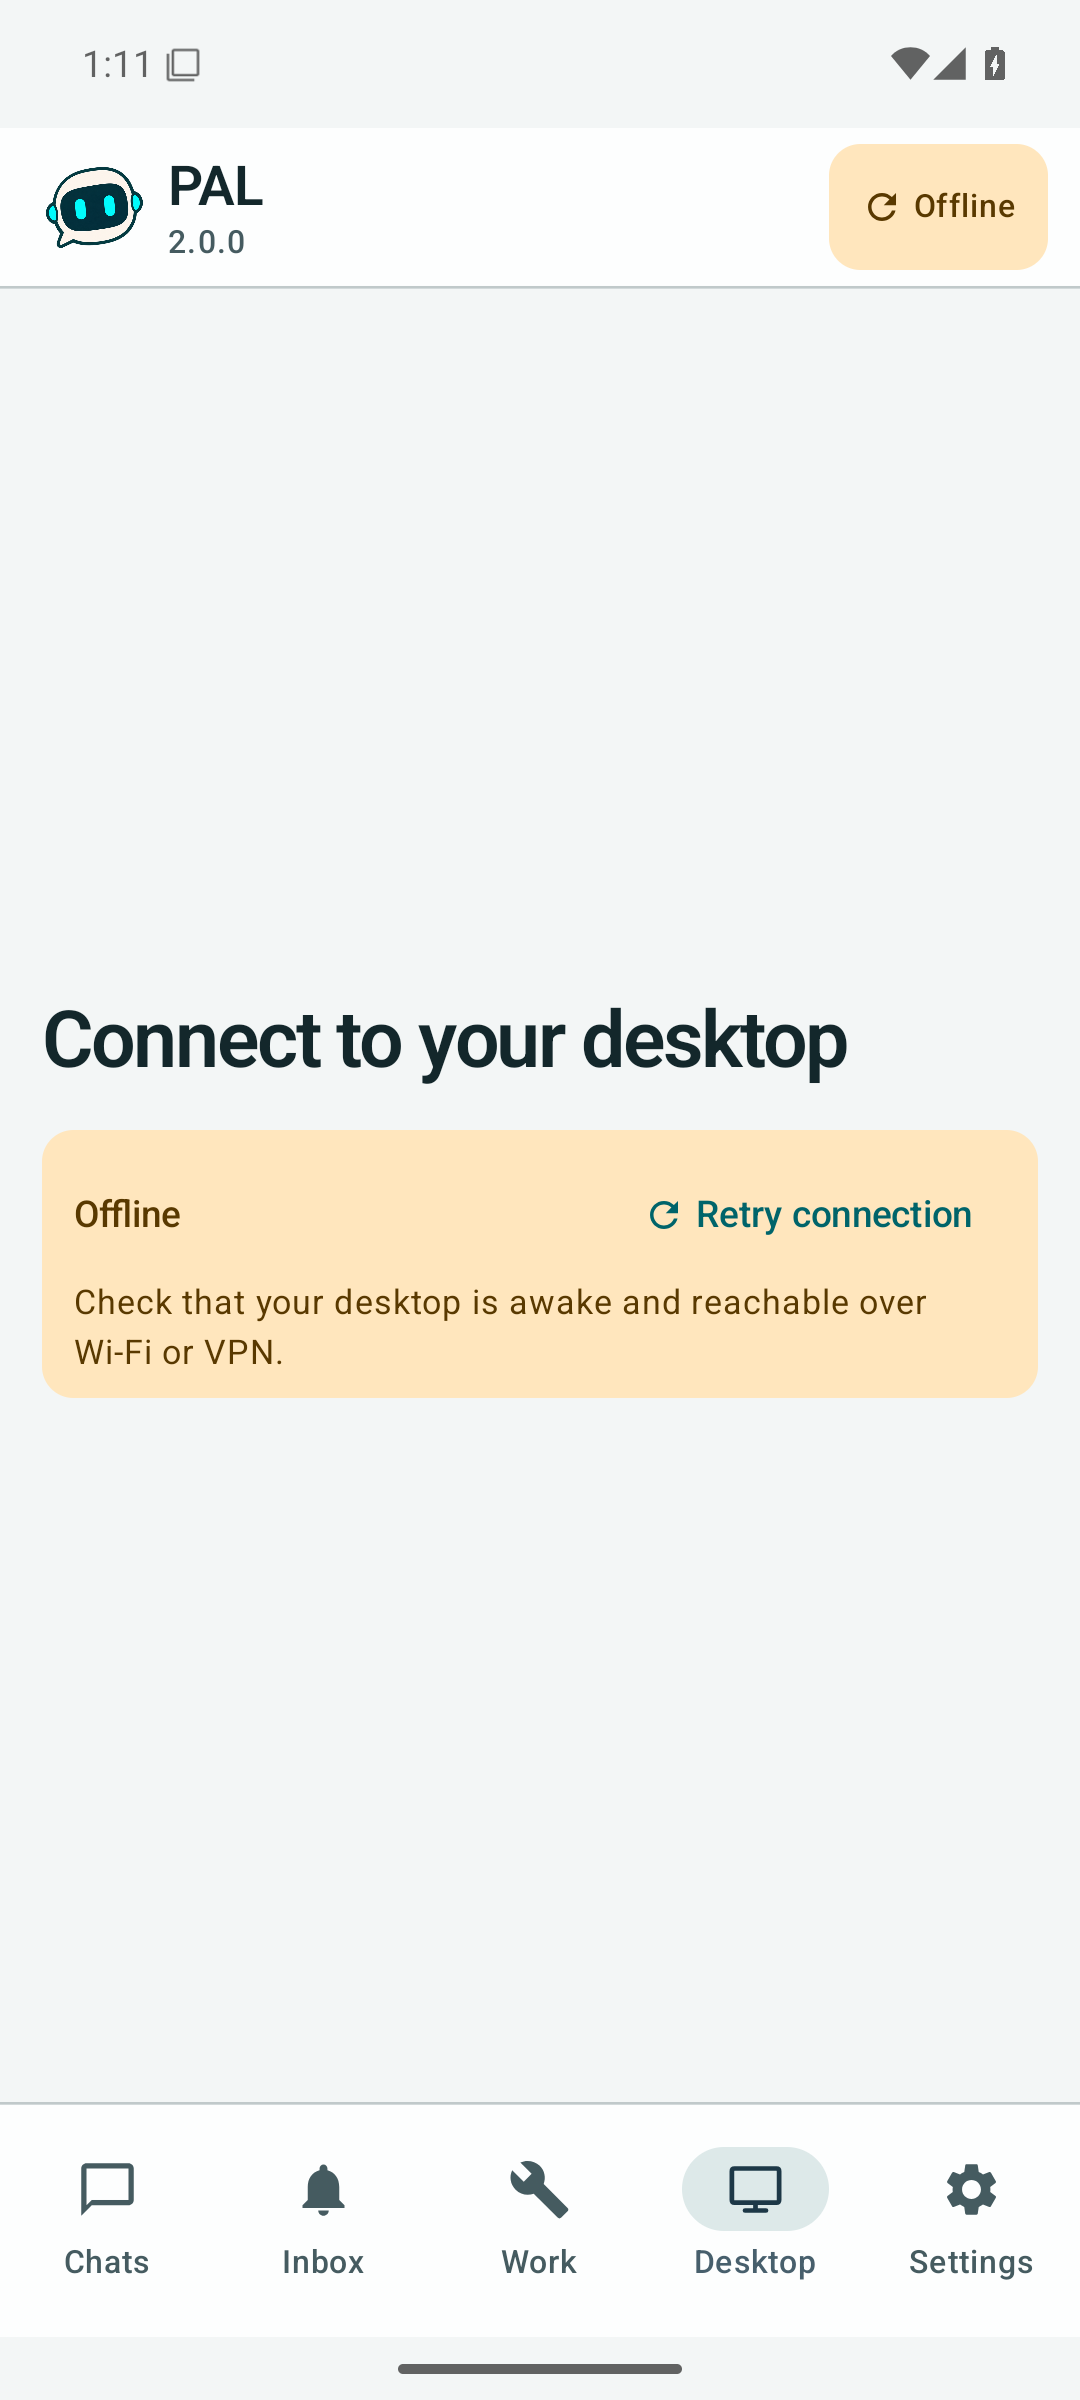 1:11
PAL
2.0.0
Offline
Connect to your desktop
Offline
Retry connection
Check that your desktop is awake and reachable over
Wi-Fi or VPN.
Chats
Inbox
Work
Desktop
Settings